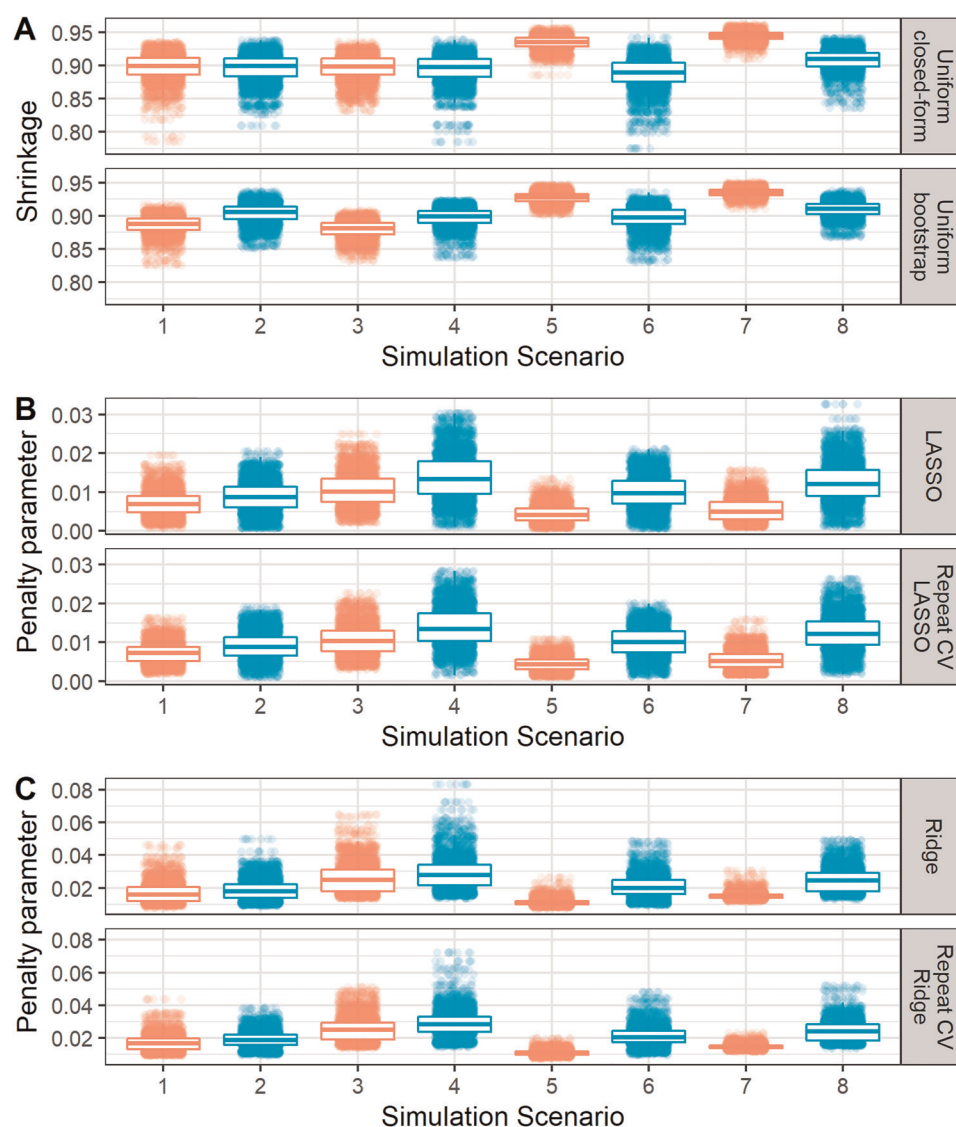 A
Shrinkage
0.95
0.90
0.85
0.80
Uniform
closed-form
0.95
0.90
0.85
0.80
Uniform
bootstrap
1 2 3 4 5 6 7 8
Simulation Scenario
B
Penalty parameter
0.03
0.02
0.01
0.00
LASSO
Penalty parameter
0.03
0.02
0.01
0.00
Repeat CV
LASSO
1 2 3 4 5 6 7 8
Simulation Scenario
C
Penalty parameter
0.08
0.06
0.04
0.02
Ridge
Penalty parameter
0.08
0.06
0.04
0.02
Repeat CV
Ridge
1 2 3 4 5 6 7 8
Simulation Scenario